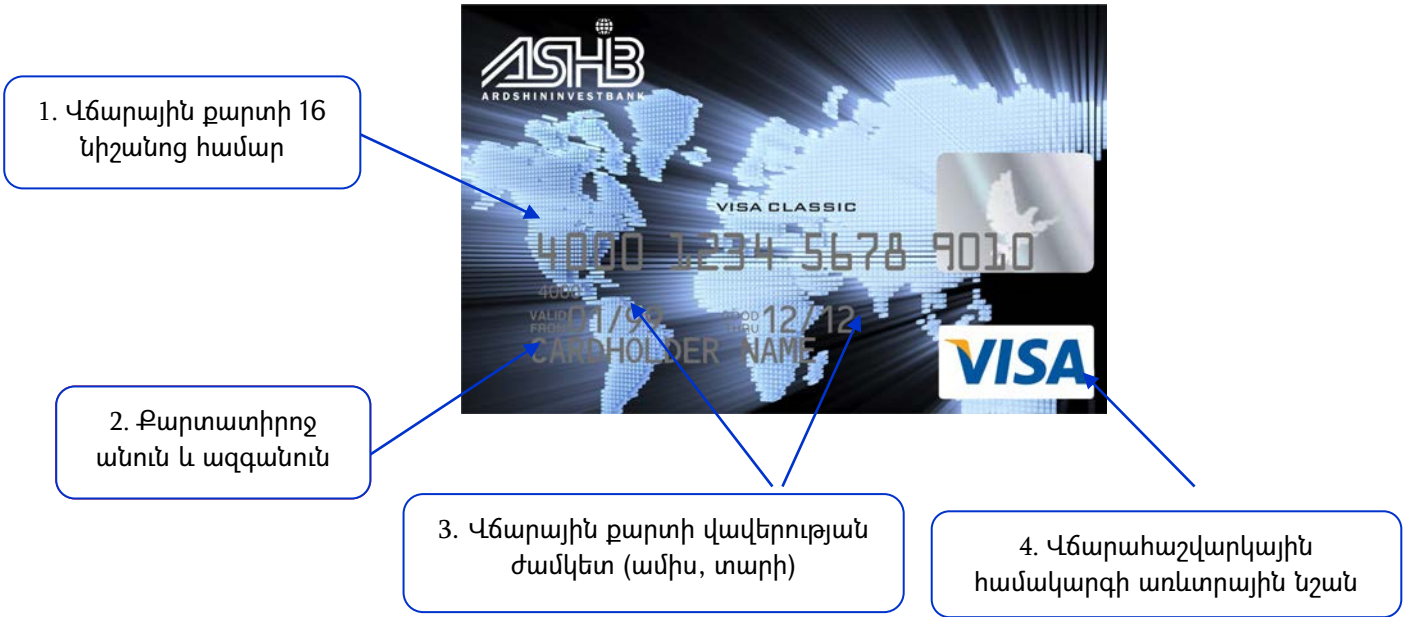 ASHB
ARDSHININVESTBANK
1. Վճարային քարտի 16
նիշանոց համար
VISA CLASSIC
4000 1234 5678 9010
4000
VALID FROM 01/99 GOOD THRU 12/12
CARDHOLDER NAME
VISA
2. Քարտատիրոջ
անուն և ազգանուն
3. Վճարային քարտի վավերության
ժամկետ (ամիս, տարի)
4. Վճարահաշվարկային
համակարգի առևտրային նշան